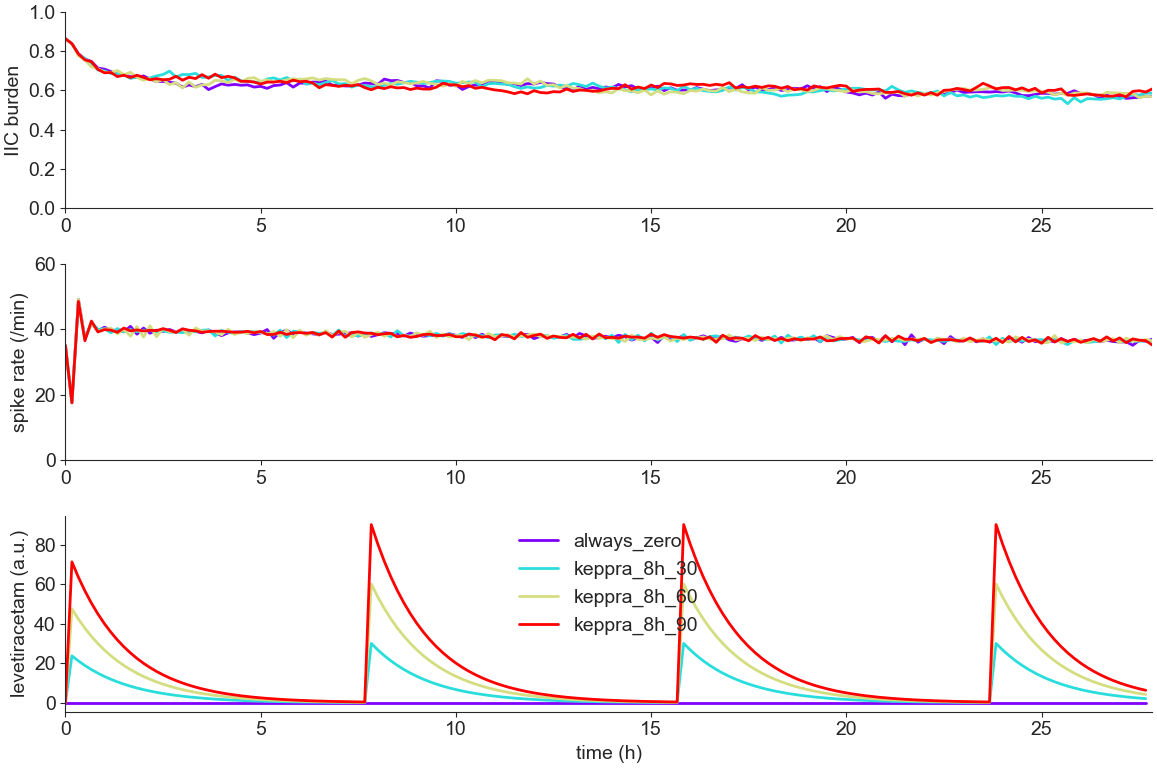 IIC burden
1.0
0.8
0.6
0.4
0.2
0.0
0 5 10 15 20 25
spike rate (/min)
60
40
20
0
0 5 10 15 20 25
levetiracetam (a.u.)
80
60
40
20
0
always_zero
keppra_8h_30
keppra_8h_60
keppra_8h_90
0 5 10 15 20 25
time (h)